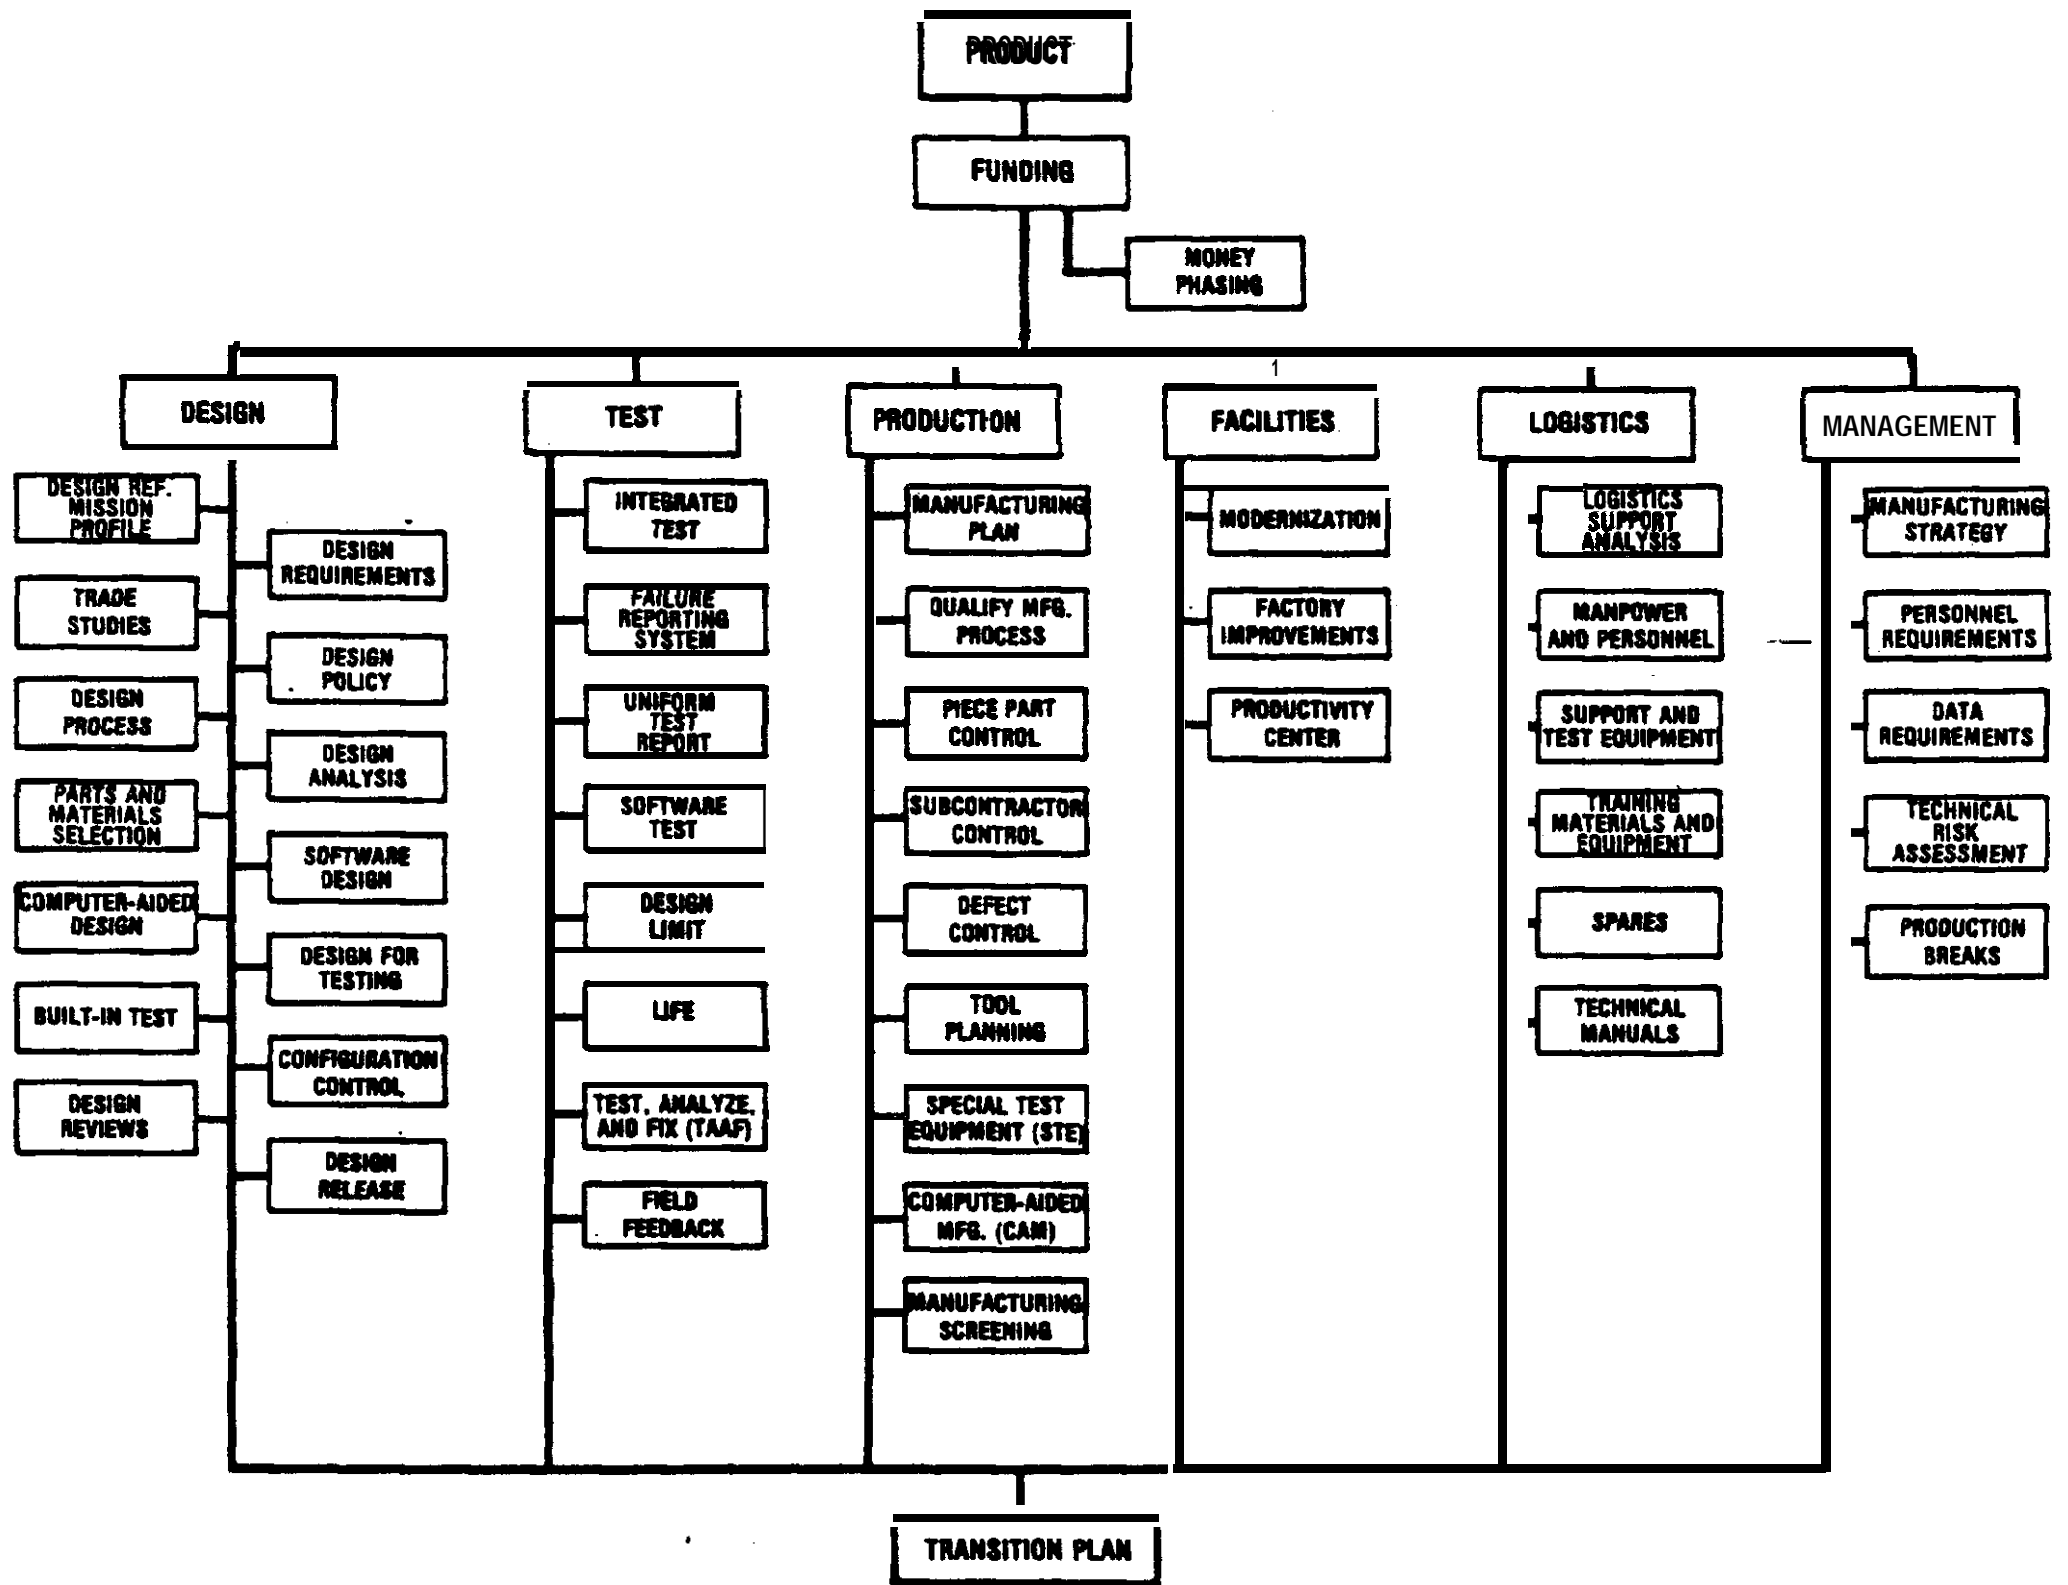 PRODUCT
FUNDING
MONEY
PHASING
1
DESIGN
DESIGN REF.
MISSION
PROFILE
DESIGN
REQUIREMENTS
TRADE
STUDIES
DESIGN
POLICY
DESIGN
PROCESS
DESIGN
ANALYSIS
PARTS AND
MATERIALS
SELECTION
SOFTWARE
DESIGN
COMPUTER-AIDED
DESIGN
DESIGN FOR
TESTING
BUILT-IN TEST
CONFIGURATION
CONTROL
DESIGN
REVIEWS
DESIGN
RELEASE
TEST
INTEGRATED
TEST
FAILURE
REPORTING
SYSTEM
UNIFORM
TEST
REPORT
SOFTWARE
TEST
DESIGN
LIMIT
LIFE
TEST, ANALYZE,
AND FIX (TAAF)
FIELD
FEEDBACK
PRODUCTION
MANUFACTURING
PLAN
QUALIFY MFG.
PROCESS
PIECE PART
CONTROL
SUBCONTRACTOR
CONTROL
DEFECT
CONTROL
TOOL
PLANNING
SPECIAL TEST
EQUIPMENT (STE)
COMPUTER-AIDED
MFG. (CAM)
MANUFACTURING
SCREENING
FACILITIES
MODERNIZATION
FACTORY
IMPROVEMENTS
PRODUCTIVITY
CENTER
LOGISTICS
LOGISTICS
SUPPORT
ANALYSIS
MANPOWER
AND PERSONNEL
SUPPORT AND
TEST EQUIPMENT
TRAINING
MATERIALS AND
EQUIPMENT
SPARES
TECHNICAL
MANUALS
MANAGEMENT
MANUFACTURING
STRATEGY
PERSONNEL
REQUIREMENTS
DATA
REQUIREMENTS
TECHNICAL
RISK
ASSESSMENT
PRODUCTION
BREAKS
TRANSITION PLAN